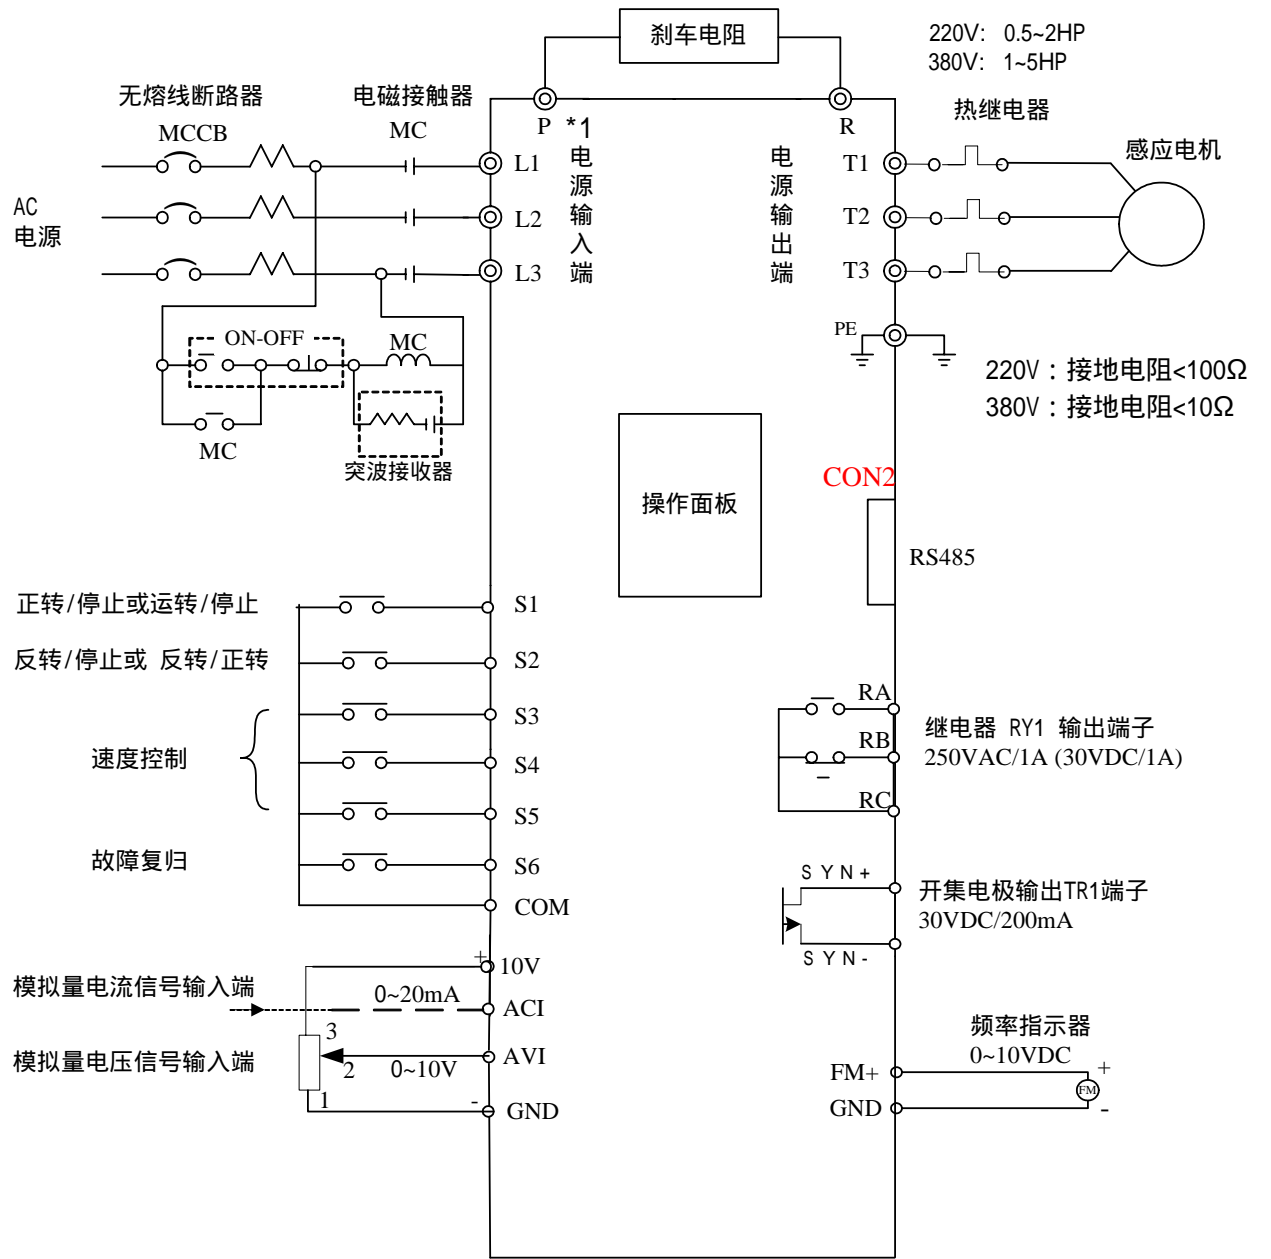 刹车电阻
220V: 0.5~2HP
380V: 1~5HP
无熔线断路器
电磁接触器
热继电器
MCCB
MC
P
*1
R
感应电机
L1
T1
AC
电源
L2
T2
L3
T3
电源输入端
电源输出端
ON-OFF
MC
PE
220V:接地电阻<100Ω
380V:接地电阻<10Ω
MC
突波接收器
CON2
操作面板
RS485
正转/停止或运转/停止
S1
反转/停止或 反转/正转
S2
S3
速度控制
S4
S5
故障复归
S6
COM
RA
RB
RC
继电器 RY1 输出端子
250VAC/1A (30VDC/1A)
SYN+
开集电极输出TR1端子
30VDC/200mA
SYN-
+
10V
模拟量电流信号输入端
0~20mA
ACI
3
模拟量电压信号输入端
2
0~10V
AVI
1
-
GND
频率指示器
0~10VDC
FM+
+
FM
GND
-